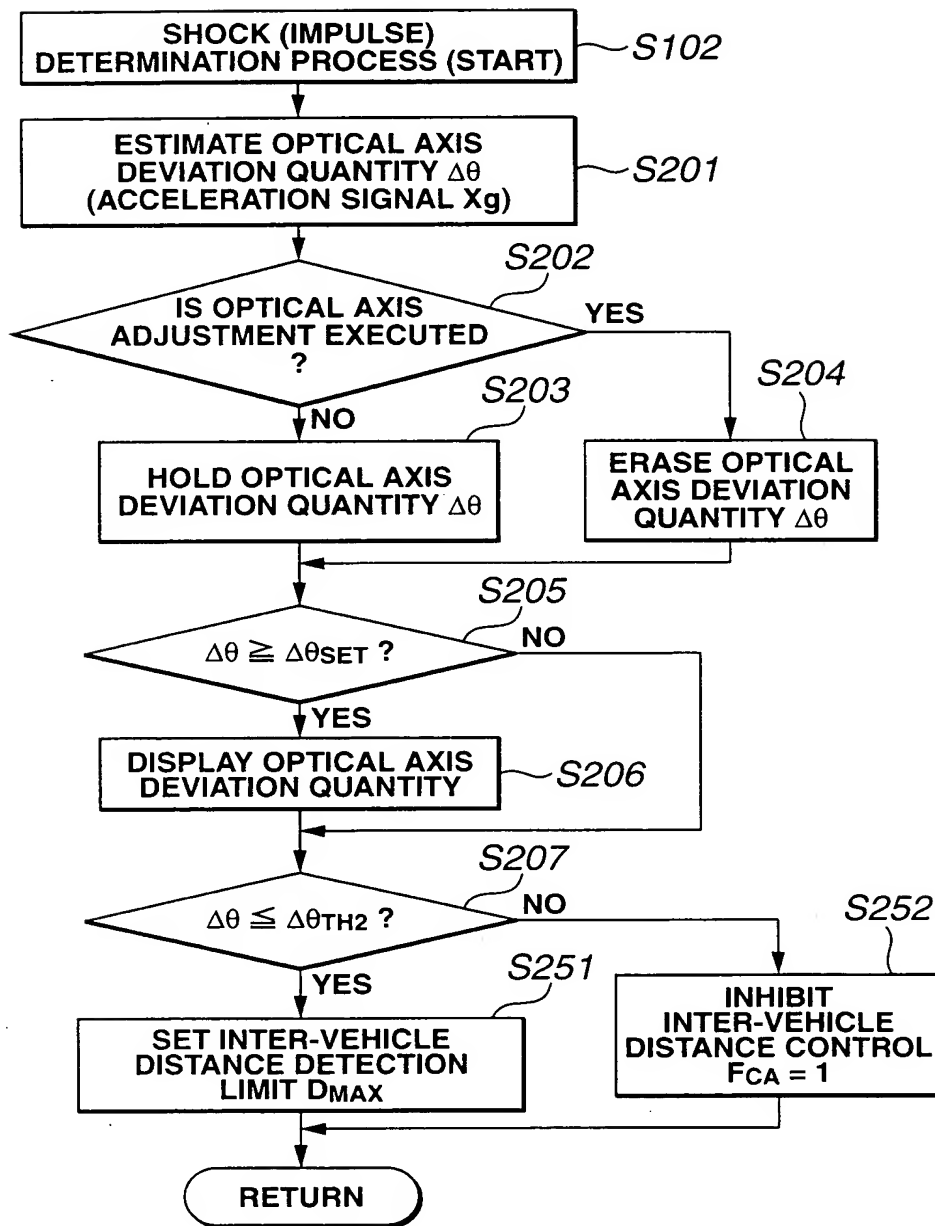 SHOCK (IMPULSE)
DETERMINATION PROCESS (START)
S102
ESTIMATE OPTICAL AXIS
DEVIATION QUANTITY Δθ
(ACCELERATION SIGNAL Xg)
S201
S202
IS OPTICAL AXIS
ADJUSTMENT EXECUTED
?
YES
NO
S203
S204
HOLD OPTICAL AXIS
DEVIATION QUANTITY Δθ
ERASE OPTICAL
AXIS DEVIATION
QUANTITY Δθ
S205
Δθ ≧ ΔθSET ?
NO
YES
DISPLAY OPTICAL AXIS
DEVIATION QUANTITY
S206
S207
Δθ ≦ ΔθTH2 ?
NO
YES
S251
S252
SET INTER-VEHICLE
DISTANCE DETECTION
LIMIT DMAX
INHIBIT
INTER-VEHICLE
DISTANCE CONTROL
FCA = 1
RETURN